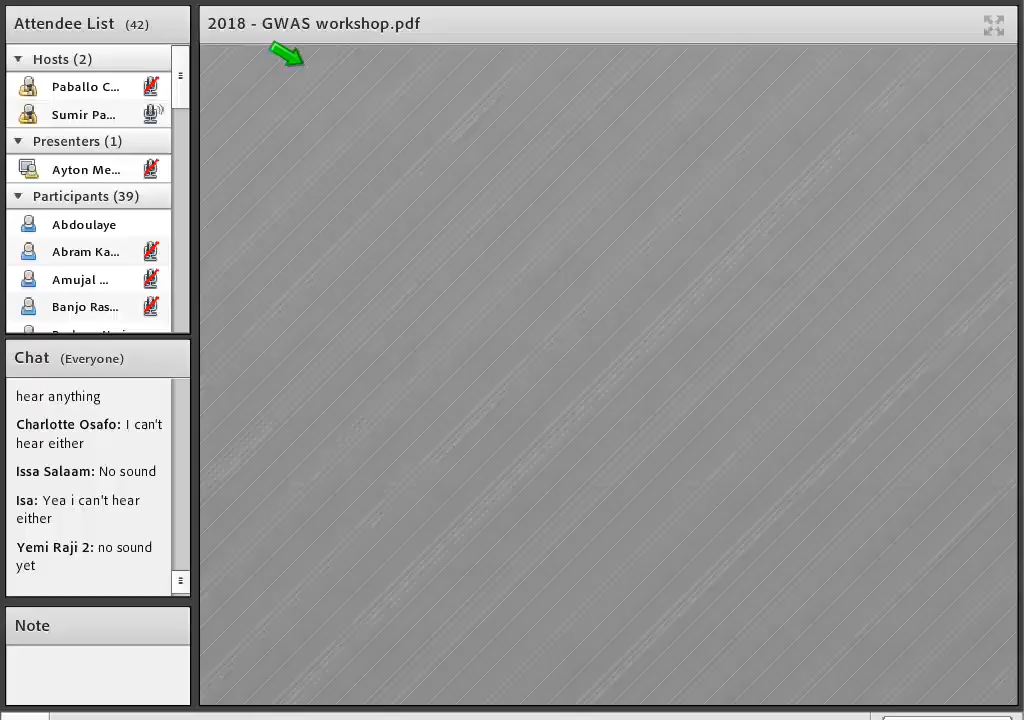 Attendee List (42)
Hosts (2)
Paballo C...
Sumir Pa...
Presenters (1)
Ayton Me...
Participants (39)
Abdoulaye
Abram Ka...
Amujal ...
Banjo Ras...
Chat (Everyone)
hear anything
Charlotte Osafo: I can't
hear either
Issa Salaam: No sound
Isa: Yea i can't hear
either
Yemi Raji 2: no sound
yet
Note
2018 - GWAS workshop.pdf